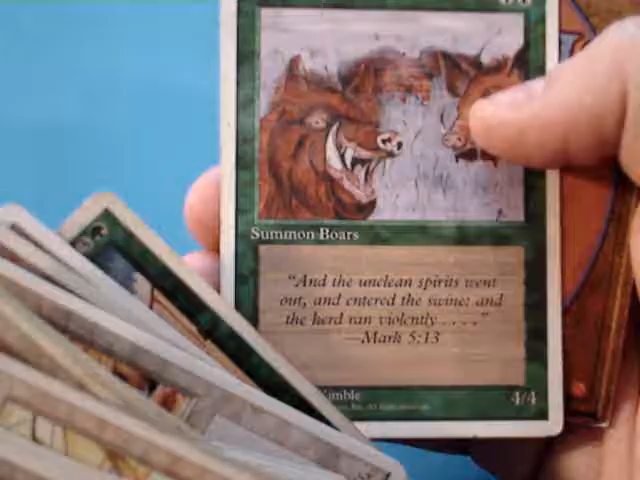 Summon Boars
"And the unclean spirits went
out, and entered the swine: and
the herd ran violently . . . ."
—Mark 5:13
4/4